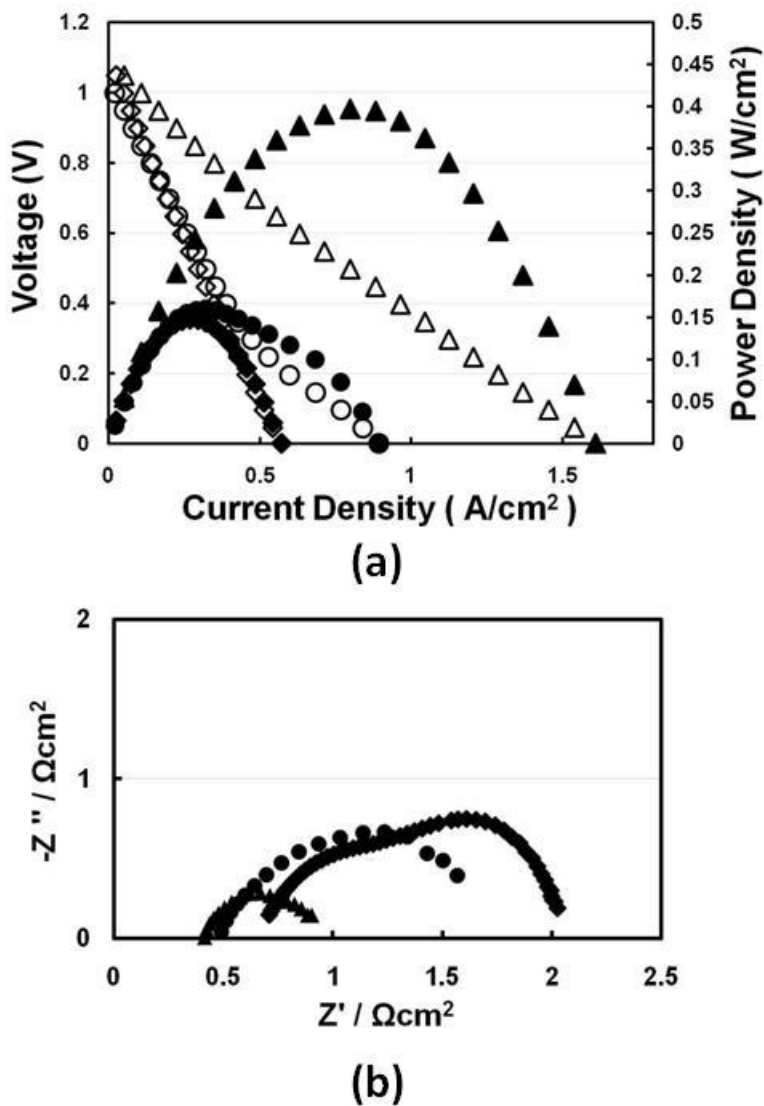 1.2
1
0.8
0.6
0.4
0.2
0
Voltage (V)
0.5
0.45
0.4
0.35
0.3
0.25
0.2
0.15
0.1
0.05
0
Power Density ( W/cm²)
0 0.5 1 1.5
Current Density ( A/cm² )
(a)
2
1
0
-Z '' / Ωcm²
0 0.5 1 1.5 2 2.5
Z' / Ωcm²
(b)